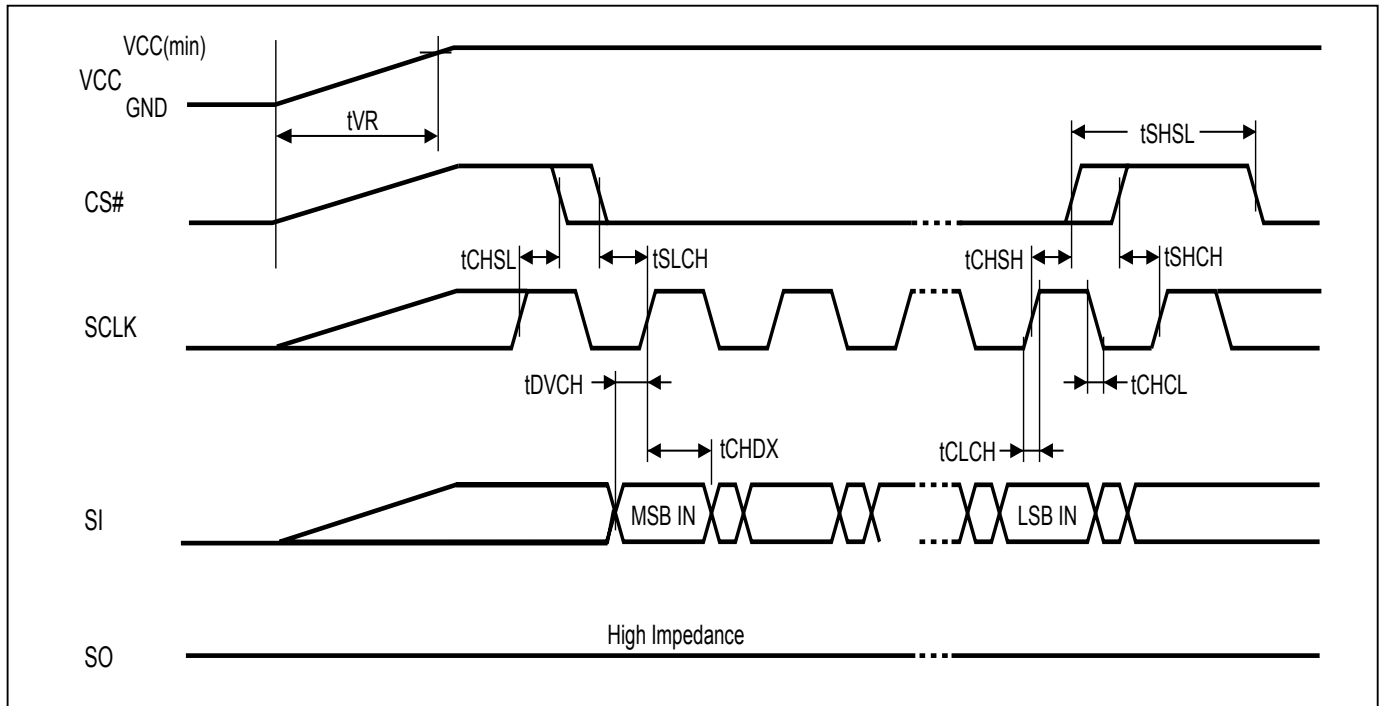 VCC(min)
VCC
GND
tVR
tSHSL
CS#
tCHSL
tSLCH
tCHSH
tSHCH
SCLK
tDVCH
tCHCL
tCHDX
tCLCH
SI
MSB IN
LSB IN
High Impedance
SO